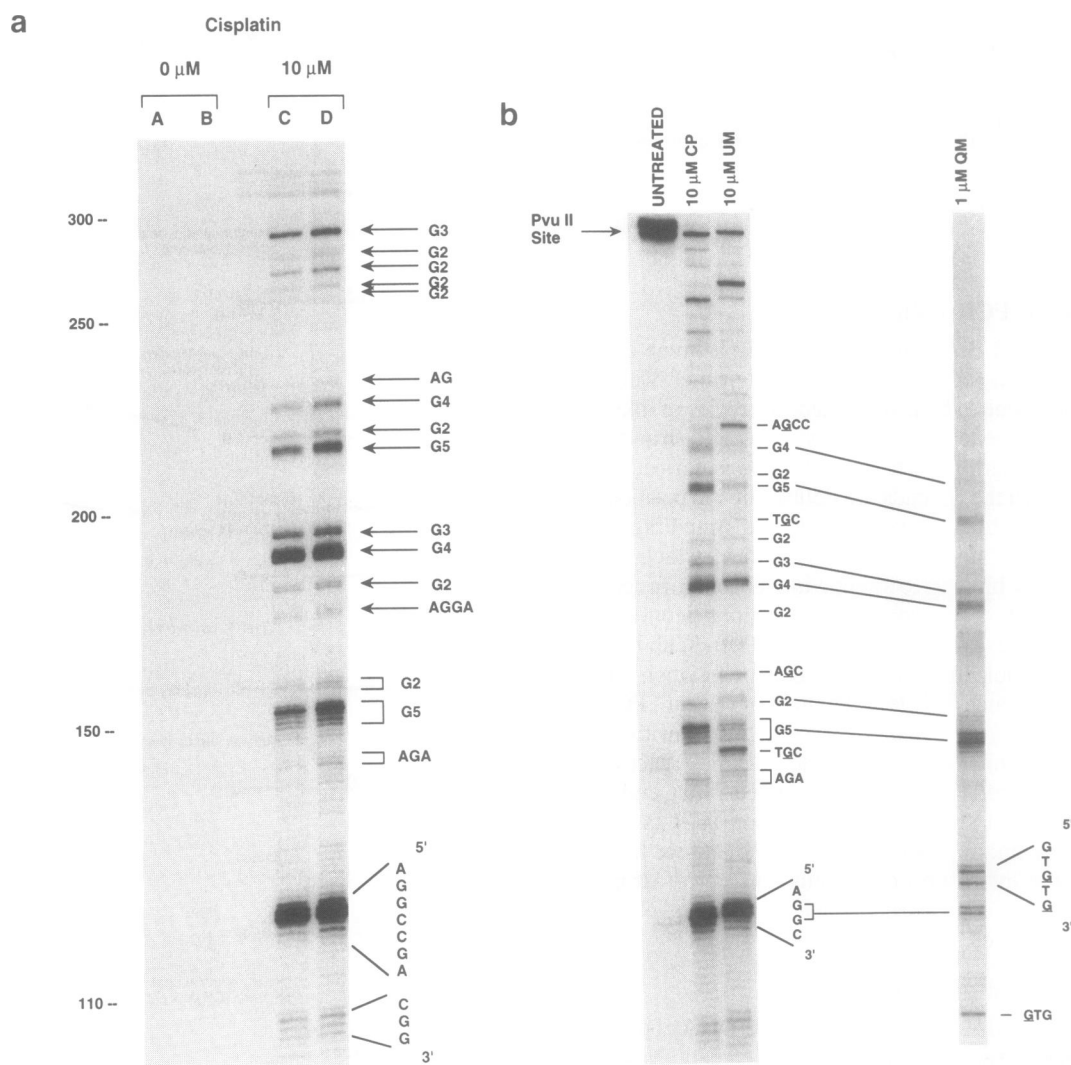 a
Cisplatin
0 µM
10 µM
A B
C D
300 --
250 --
200 --
150 --
110 --
G3
G2
G2
G2
G2
AG
G4
G2
G5
G3
G4
G2
AGGA
G2
G5
AGA
5'
A
G
G
C
C
G
A
C
G
G
3'
b
UNTREATED
10 µM CP
10 µM UM
1 µM QM
Pvu II
Site
AGCC
G4
G2
G5
TGC
G2
G3
G4
G2
AGC
G2
G5
TGC
AGA
5'
A
G
G
C
3'
5'
G
T
G
T
G
3'
GTG